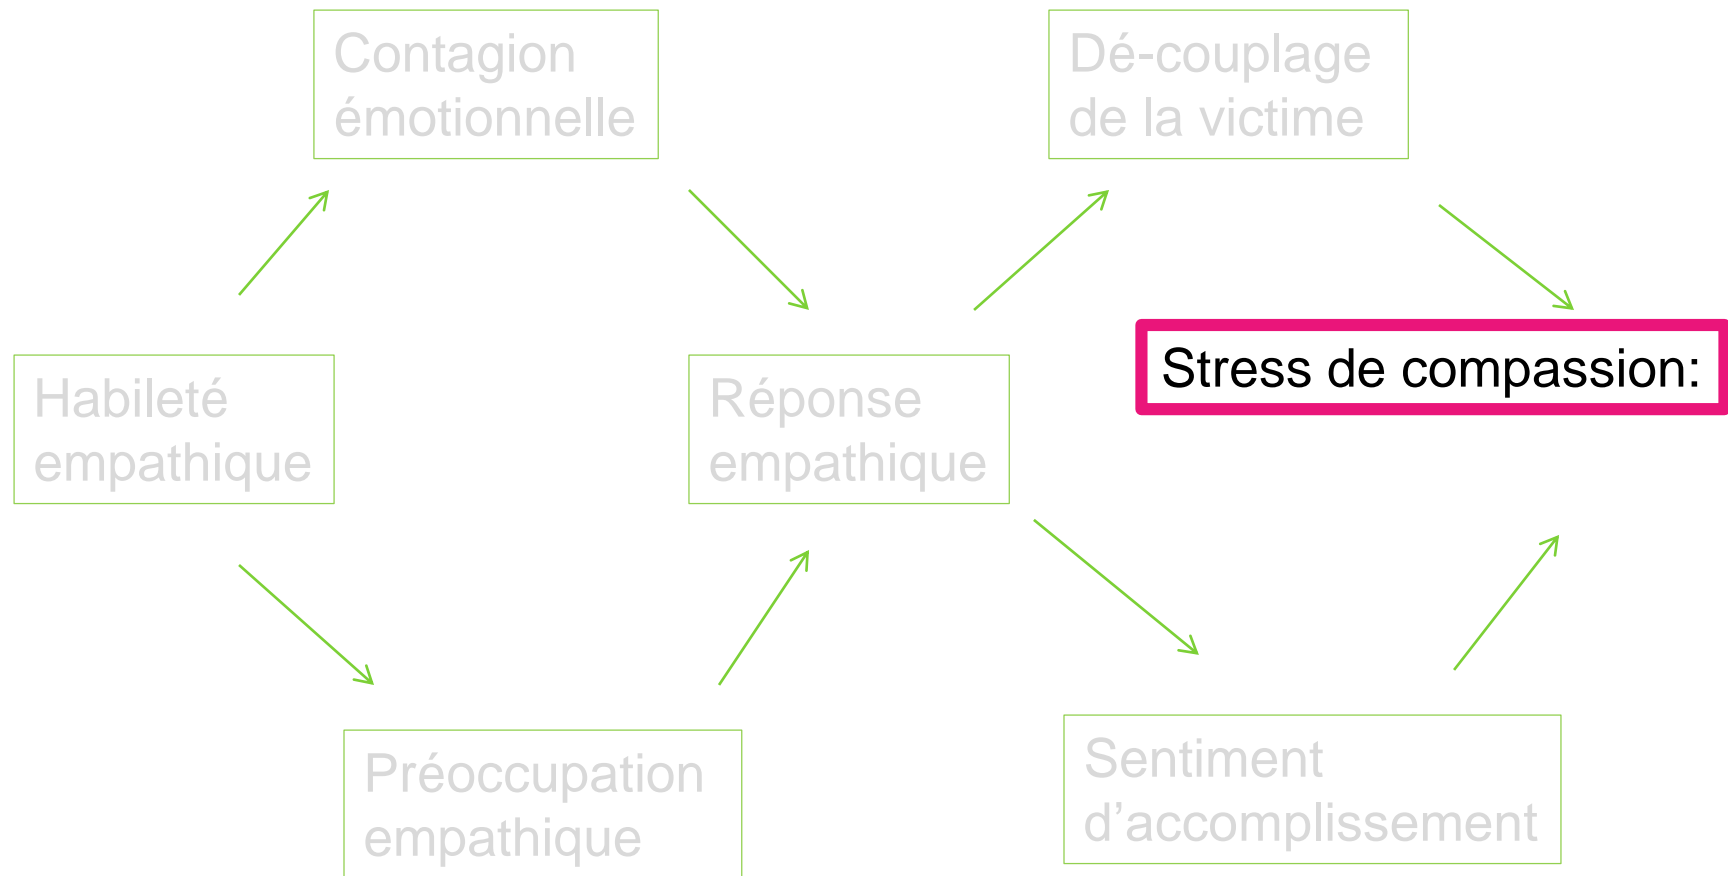 Contagion
émotionnelle
Dé-couplage
de la victime
Habileté
empathique
Réponse
empathique
Stress de compassion:
Préoccupation
empathique
Sentiment
d’accomplissement